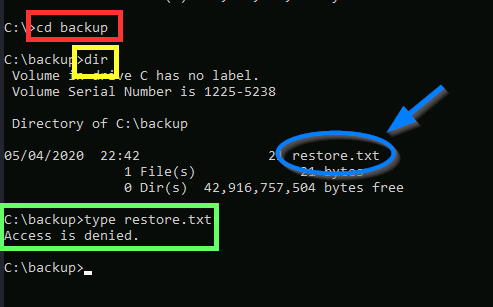 C:\>cd backup
C:\backup>dir
Volume in drive C has no label.
Volume Serial Number is 1225-5238
Directory of C:\backup
05/04/2020 22:42 21 restore.txt
1 File(s) 21 bytes
0 Dir(s) 42,916,757,504 bytes free
C:\backup>type restore.txt
Access is denied.
C:\backup>